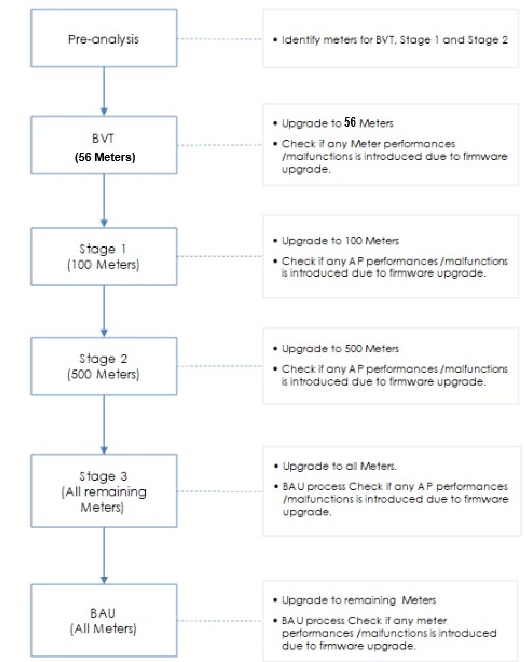 Pre-analysis
• Identify meters for BVT, Stage 1 and Stage 2
BVT
(56 Meters)
• Upgrade to 56 Meters
• Check if any Meter performances
/malfunctions is introduced due to firmware
upgrade.
Stage 1
(100 Meters)
• Upgrade to 100 Meters
• Check if any AP performances/malfunctions
is introduced due to firmware upgrade.
Stage 2
(500 Meters)
• Upgrade to 500 Meters
• Check if any AP performances/malfunctions
is introduced due to firmware upgrade.
Stage 3
(All remaining
Meters)
• Upgrade to all Meters.
• BAU process Check if any AP performances
/malfunctions is introduced due to firmware
upgrade.
BAU
(All Meters)
• Upgrade to remaining Meters
• BAU process Check if any meter
performances /malfunctions is introduced
due to firmware upgrade.